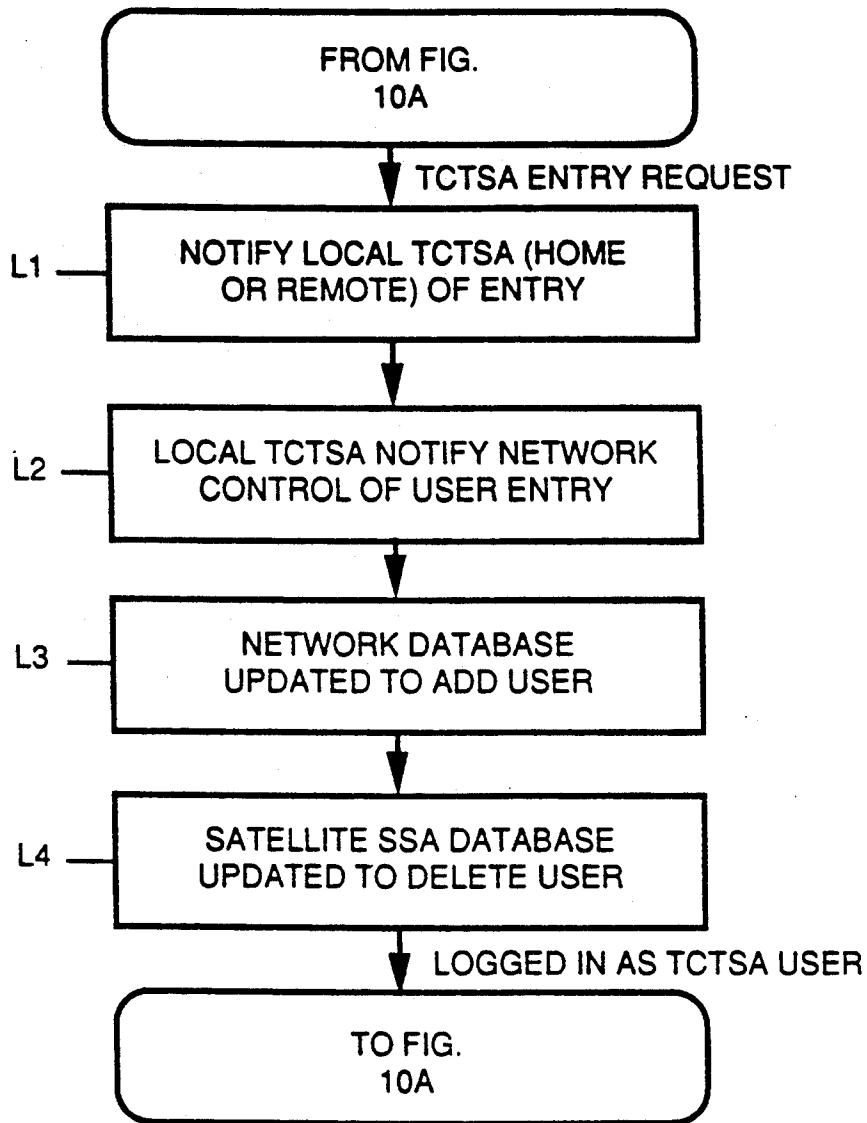 FROM FIG.
10A
TCTSA ENTRY REQUEST
L1
NOTIFY LOCAL TCTSA (HOME
OR REMOTE) OF ENTRY
L2
LOCAL TCTSA NOTIFY NETWORK
CONTROL OF USER ENTRY
L3
NETWORK DATABASE
UPDATED TO ADD USER
L4
SATELLITE SSA DATABASE
UPDATED TO DELETE USER
LOGGED IN AS TCTSA USER
TO FIG.
10A